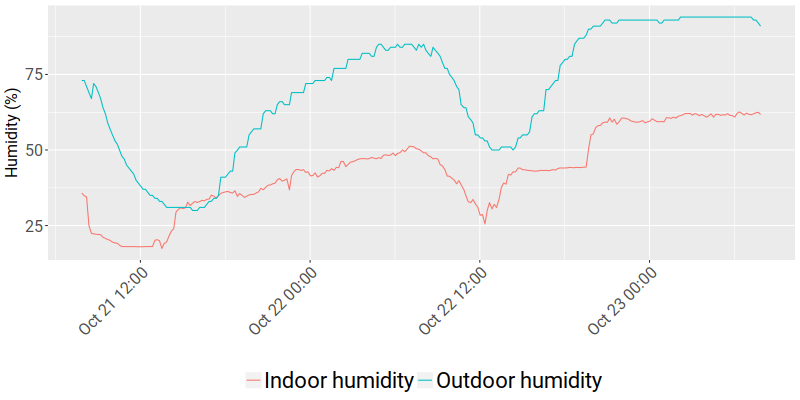 Humidity (%)
75
50
25
Oct 21 12:00
Oct 22 00:00
Oct 22 12:00
Oct 23 00:00
Indoor humidity
Outdoor humidity